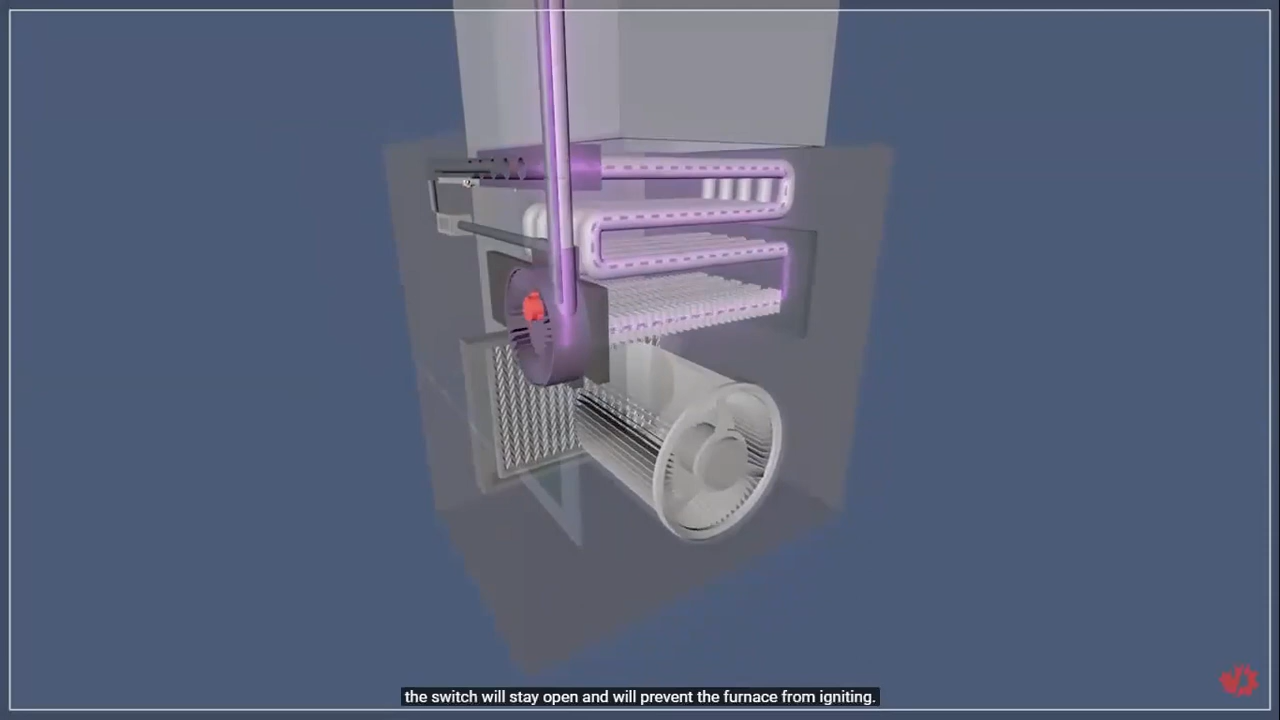 the switch will stay open and will prevent the furnace from igniting.